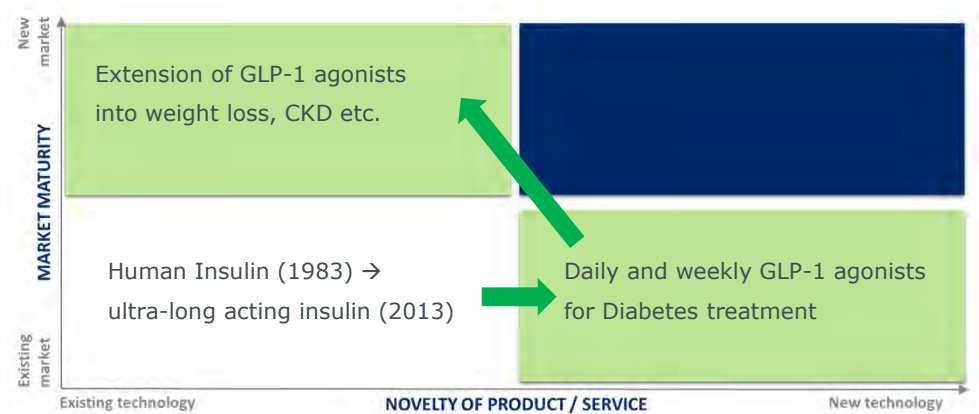 New
market
Extension of GLP-1 agonists
into weight loss, CKD etc.
MARKET MATURITY
Human Insulin (1983) →
ultra-long acting insulin (2013)
Daily and weekly GLP-1 agonists
for Diabetes treatment
Existing
market
Existing technology
NOVELTY OF PRODUCT / SERVICE
New technology